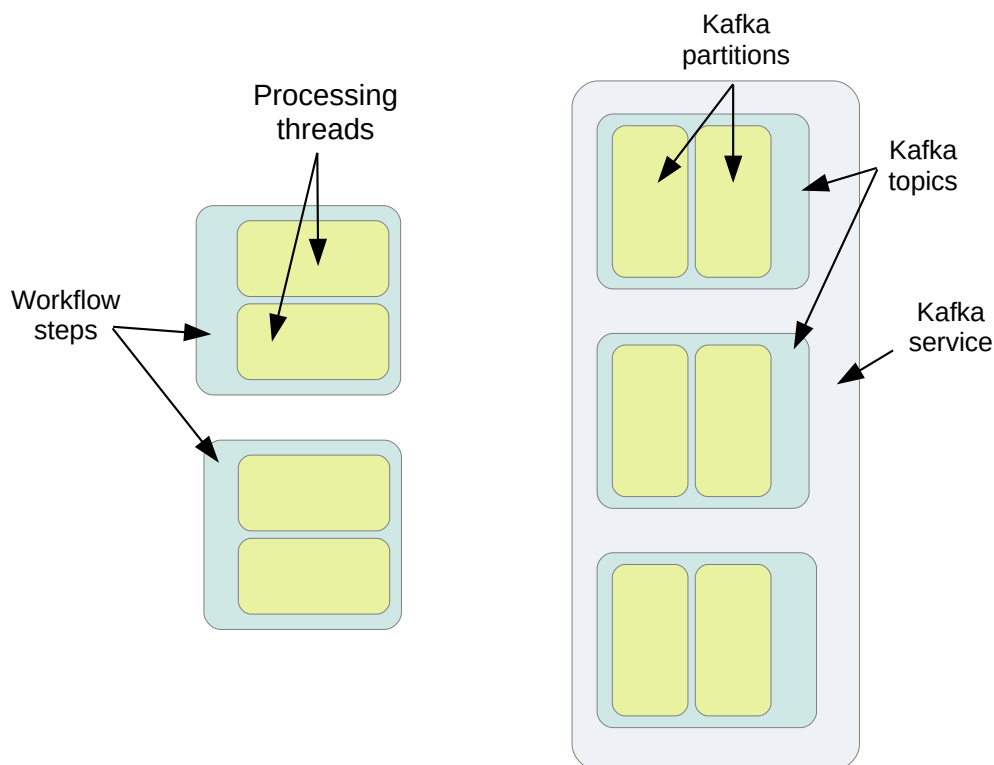 Kafka
partitions
Processing
threads
Kafka
topics
Workflow
steps
Kafka
service